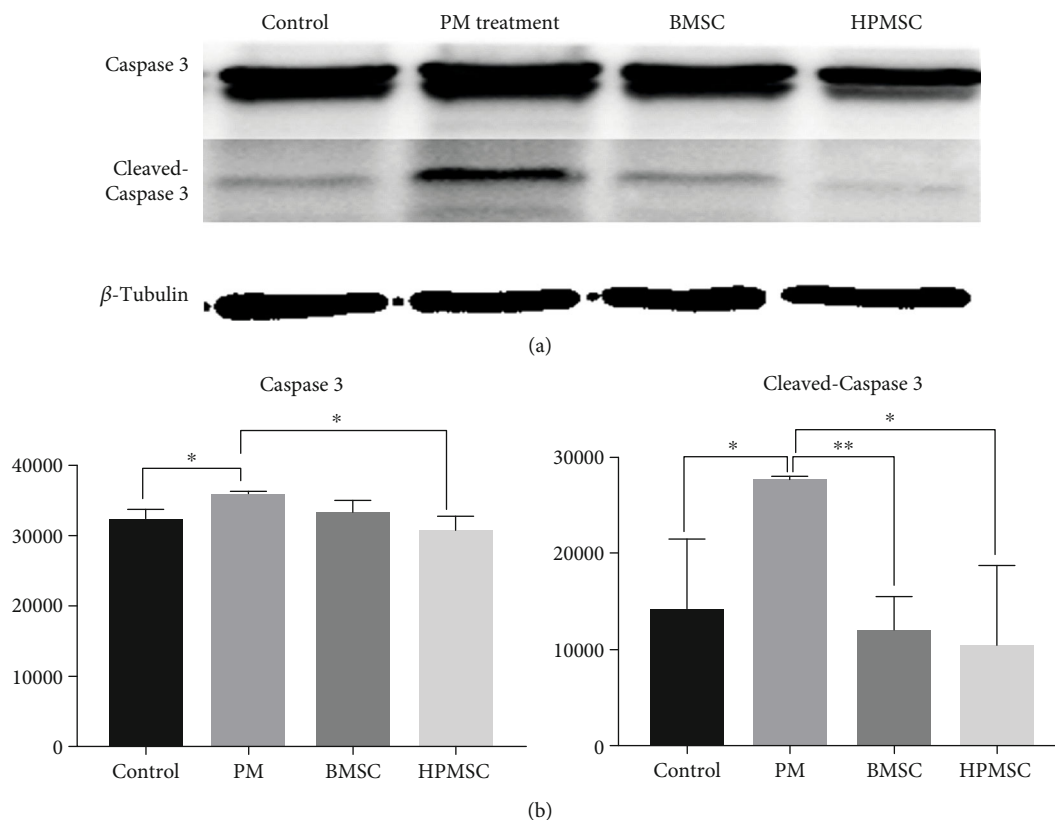 Control PM treatment BMSC HPMSC
Caspase 3
Cleaved-
Caspase 3
β-Tubulin
(a)
Caspase 3
40000
30000
20000
10000
0
* *
Control PM BMSC HPMSC
Cleaved-Caspase 3
30000
20000
10000
0
* ** *
Control PM BMSC HPMSC
(b)